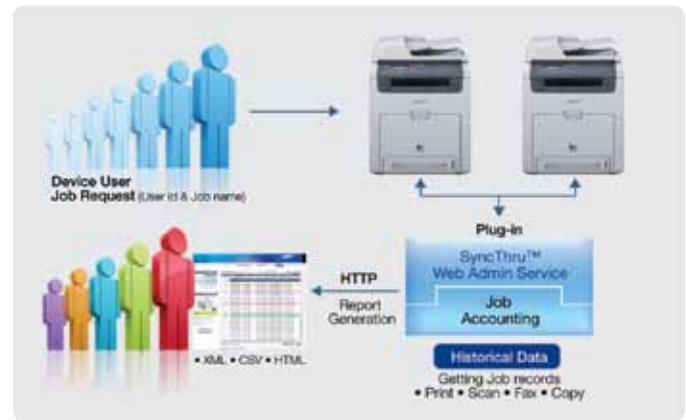 Device User
Job Request (User id & Job name)
Plug-in
SyncThru™
Web Admin Service
Job
Accounting
HTTP
Report
Generation
• XML • CSV • HTML
Historical Data
Getting Job records
• Print • Scan • Fax • Copy